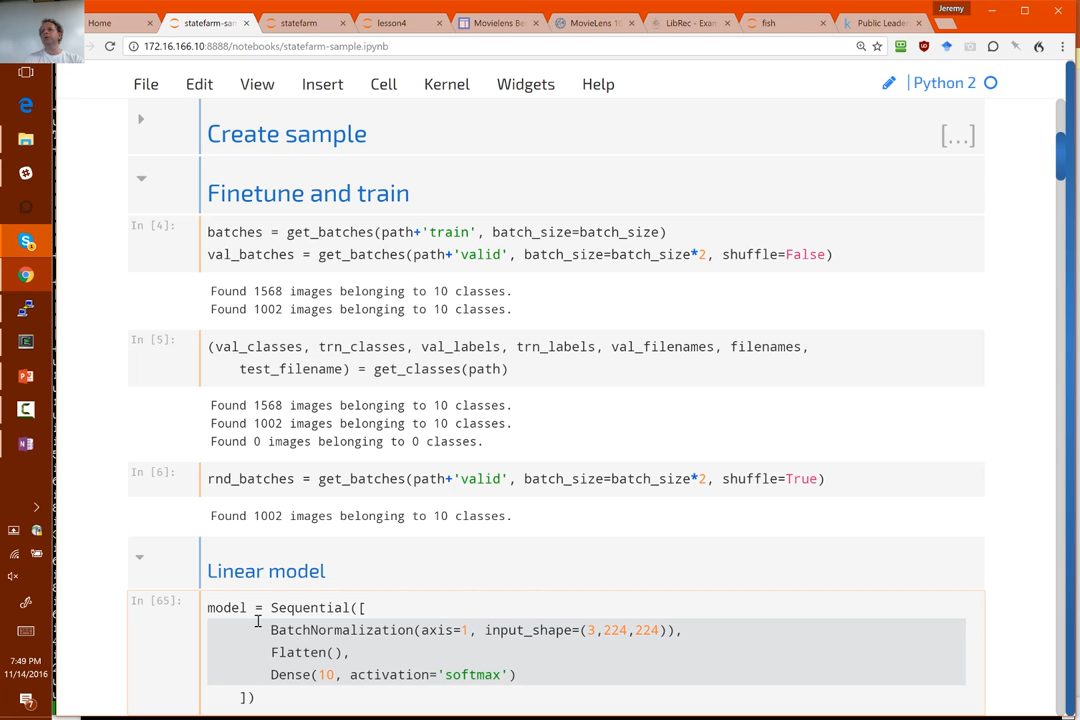 Jeremy
Home
statefarm-san
statefarm
lesson4
Movielens Be
MovieLens 10
LibRec - Exam
fish
Public Leader
172.16.166.10:8888/notebooks/statefarm-sample.ipynb
File Edit View Insert Cell Kernel Widgets Help
Python 2
Create sample
[...]
Finetune and train
In [4]:
batches = get_batches(path+'train', batch_size=batch_size)
val_batches = get_batches(path+'valid', batch_size=batch_size*2, shuffle=False)
Found 1568 images belonging to 10 classes.
Found 1002 images belonging to 10 classes.
In [5]:
(val_classes, trn_classes, val_labels, trn_labels, val_filenames, filenames,
test_filename) = get_classes(path)
Found 1568 images belonging to 10 classes.
Found 1002 images belonging to 10 classes.
Found 0 images belonging to 0 classes.
In [6]:
rnd_batches = get_batches(path+'valid', batch_size=batch_size*2, shuffle=True)
Found 1002 images belonging to 10 classes.
Linear model
In [65]:
model = Sequential([
BatchNormalization(axis=1, input_shape=(3,224,224)),
Flatten(),
Dense(10, activation='softmax')
])
7:49 PM
11/14/2016